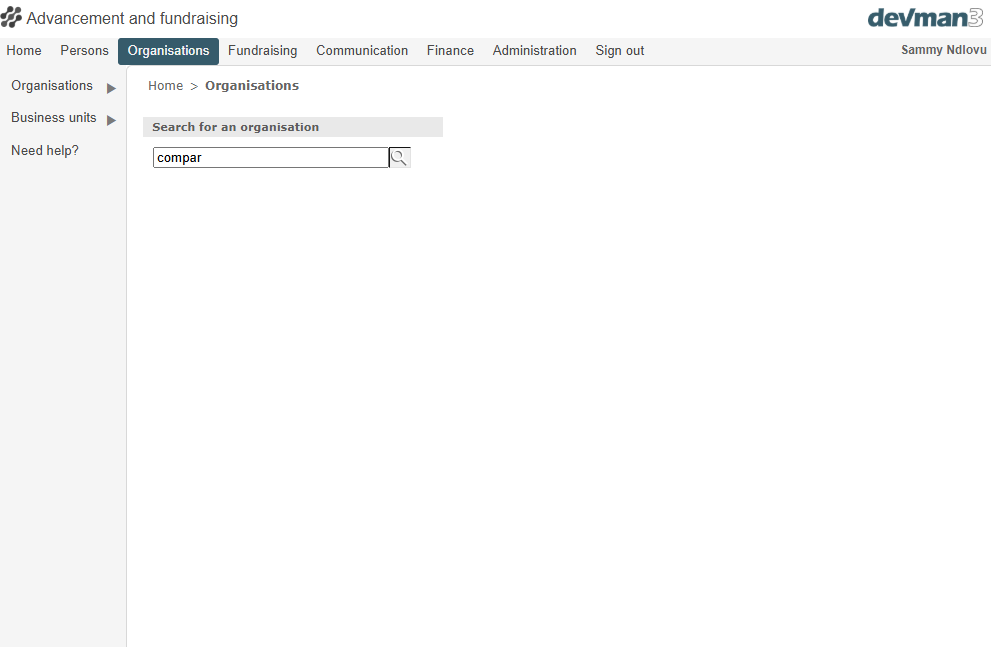 Advancement and fundraising
devman3
Home Persons Organisations Fundraising Communication Finance Administration Sign out Sammy Ndlovu
Organisations
Business units
Need help?
Home > Organisations
Search for an organisation
compar